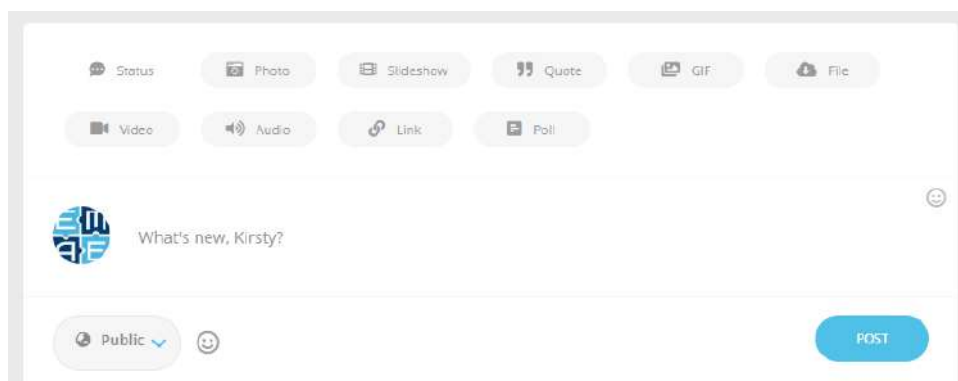 Status Photo Slideshow Quote GIF File
Video Audio Link Poll
What's new, Kirsty?
Public POST